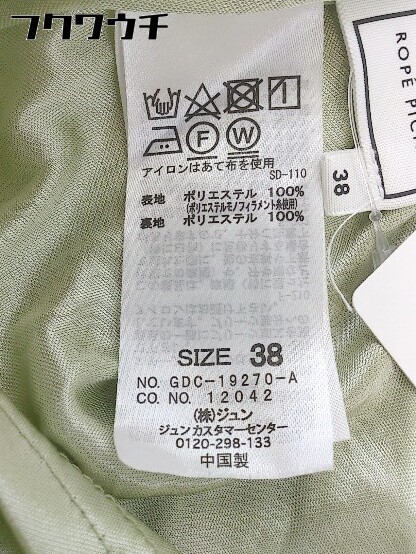 フクワウチ
ROPE PIC
38
アイロンはあて布を使用
SD-110
表地 ポリエステル 100%
(ポリエステルモノフィラメント糸使用)
裏地 ポリエステル 100%
SIZE 38
NO. GDC-19270-A
CO. NO. 12042
(株)ジュン
ジュンカスタマーセンター
0120-298-133
中国製